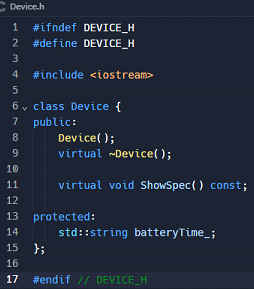 Device.h
1 #ifndef DEVICE_H
2 #define DEVICE_H
3
4 #include <iostream>
5
6 class Device {
7 public:
8     Device();
9     virtual ~Device();
10
11     virtual void ShowSpec() const;
12
13 protected:
14     std::string batteryTime_;
15 };
16
17 #endif // DEVICE_H